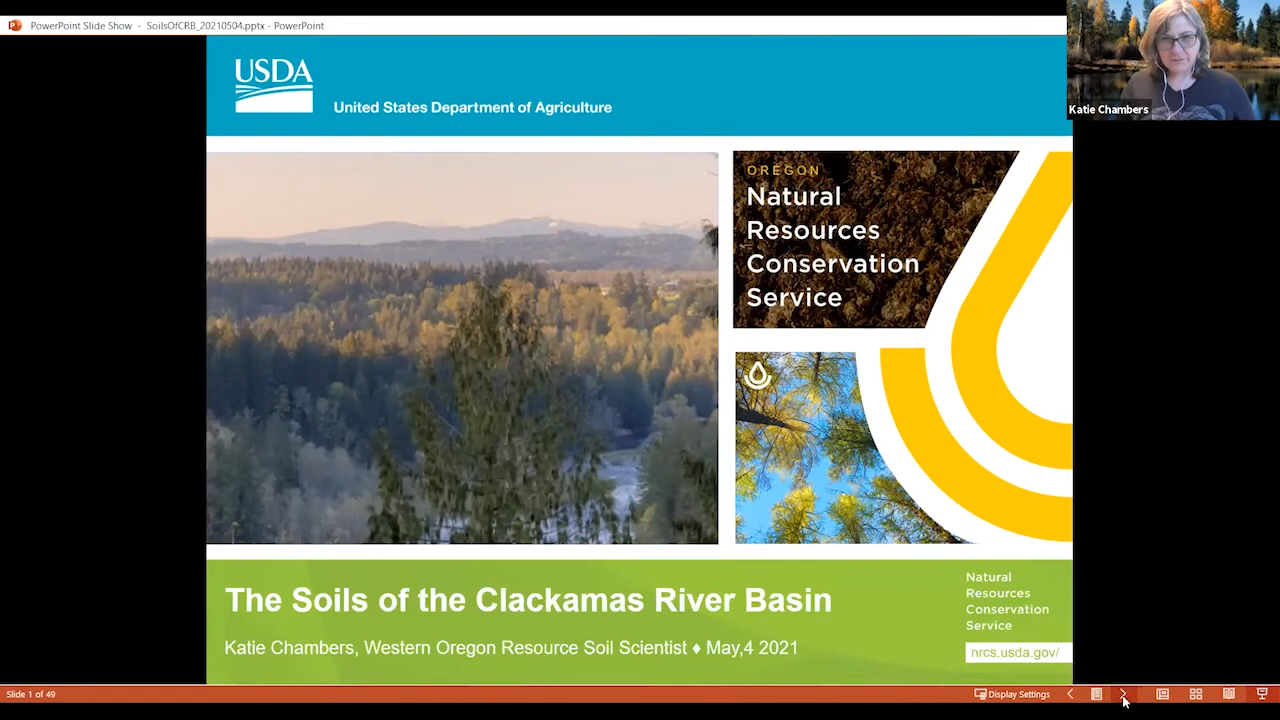 PowerPoint Slide Show - SoilsOfCRB_20210504.pptx - PowerPoint
Katie Chambers
USDA
United States Department of Agriculture
OREGON
Natural
Resources
Conservation
Service
The Soils of the Clackamas River Basin
Katie Chambers, Western Oregon Resource Soil Scientist ♦ May,4 2021
Natural
Resources
Conservation
Service
nrcs.usda.gov/
Slide 1 of 49
Display Settings